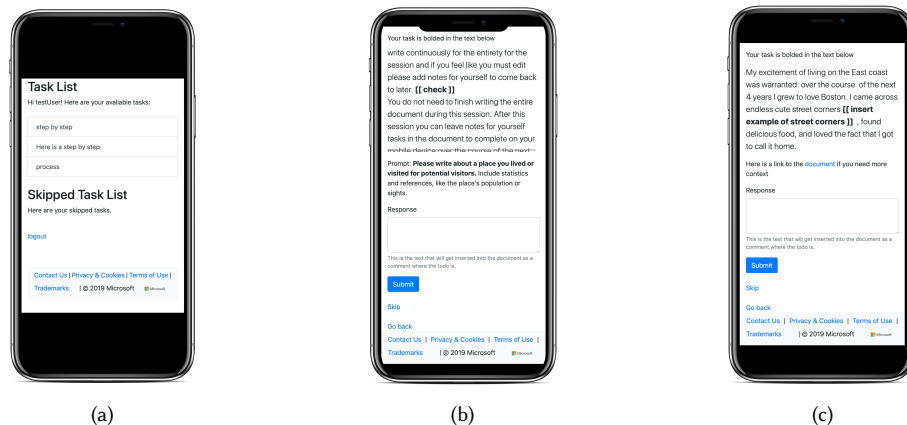 Task List
Hi testUser! Here are your available tasks:
step by step
Here is a step by step
process
Skipped Task List
Here are your skipped tasks.
logout
Contact Us | Privacy & Cookies | Terms of Use |
Trademarks | © 2019 Microsoft Microsoft
(a)
Your task is bolded in the text below
write continuously for the entirety for the
session and if you feel like you must edit
please add notes for yourself to come back
to later. [[ check ]]
You do not need to finish writing the entire
document during this session. After this
session you can leave notes for yourself
tasks in the document to complete on your
mobile device over the course of the next
Prompt: Please write about a place you lived or
visited for potential visitors. Include statistics
and references, like the place's population or
sights.
Response
This is the text that will get inserted into the document as a
comment where the todo is.
Submit
Skip
Go back
Contact Us | Privacy & Cookies | Terms of Use |
Trademarks | © 2019 Microsoft Microsoft
(b)
Your task is bolded in the text below
My excitement of living on the East coast
was warranted: over the course of the next
4 years I grew to love Boston. I came across
endless cute street corners [[ insert
example of street corners ]] , found
delicious food, and loved the fact that I got
to call it home.
Here is a link to the document if you need more
context
Response
This is the text that will get inserted into the document as a
comment where the todo is.
Submit
Skip
Go back
Contact Us | Privacy & Cookies | Terms of Use |
Trademarks | © 2019 Microsoft Microsoft
(c)